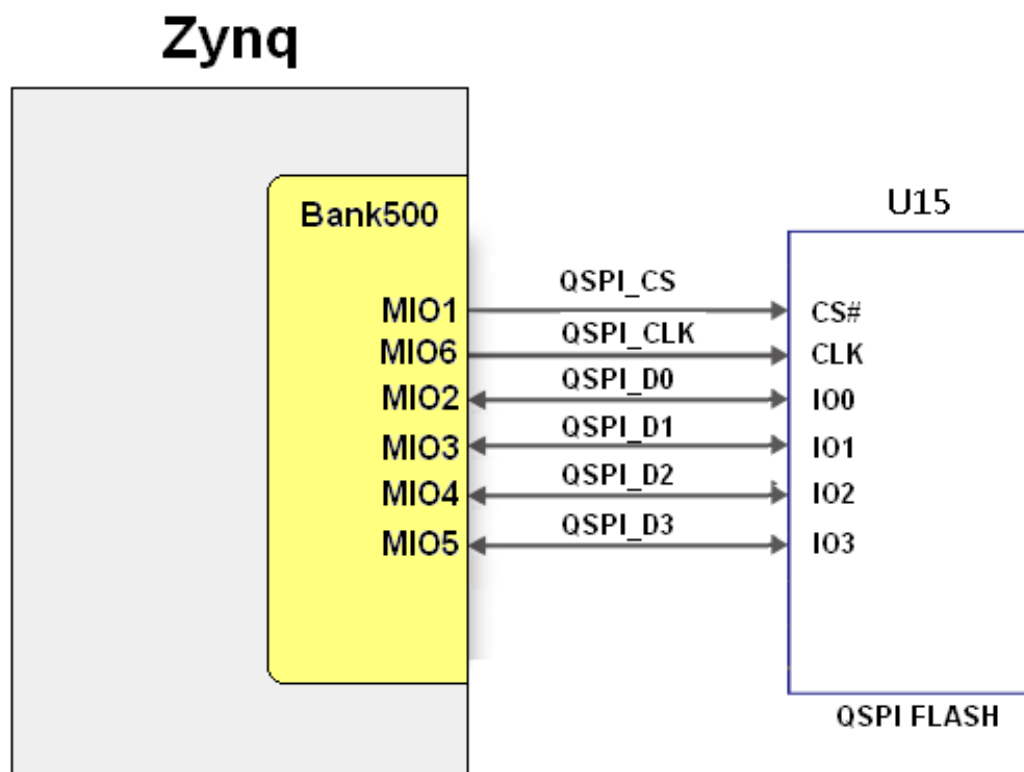 Zynq
Bank500
U15
MIO1 QSPI_CS CS#
MIO6 QSPI_CLK CLK
MIO2 QSPI_D0 IO0
MIO3 QSPI_D1 IO1
MIO4 QSPI_D2 IO2
MIO5 QSPI_D3 IO3
QSPI FLASH